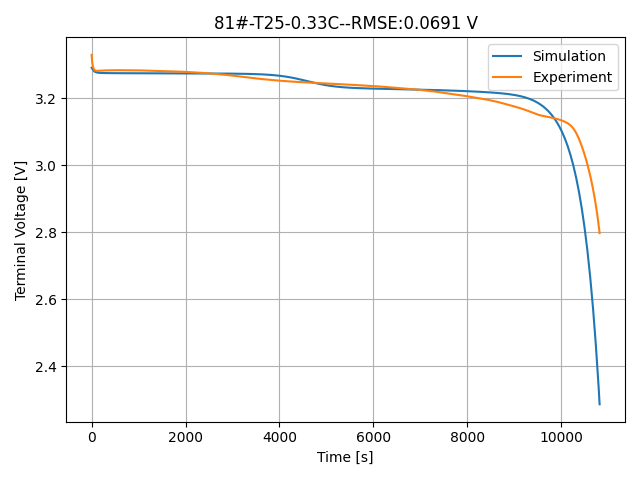 81#-T25-0.33C--RMSE:0.0691 V
Simulation
Experiment
Terminal Voltage [V]
3.2
3.0
2.8
2.6
2.4
0 2000 4000 6000 8000 10000
Time [s]